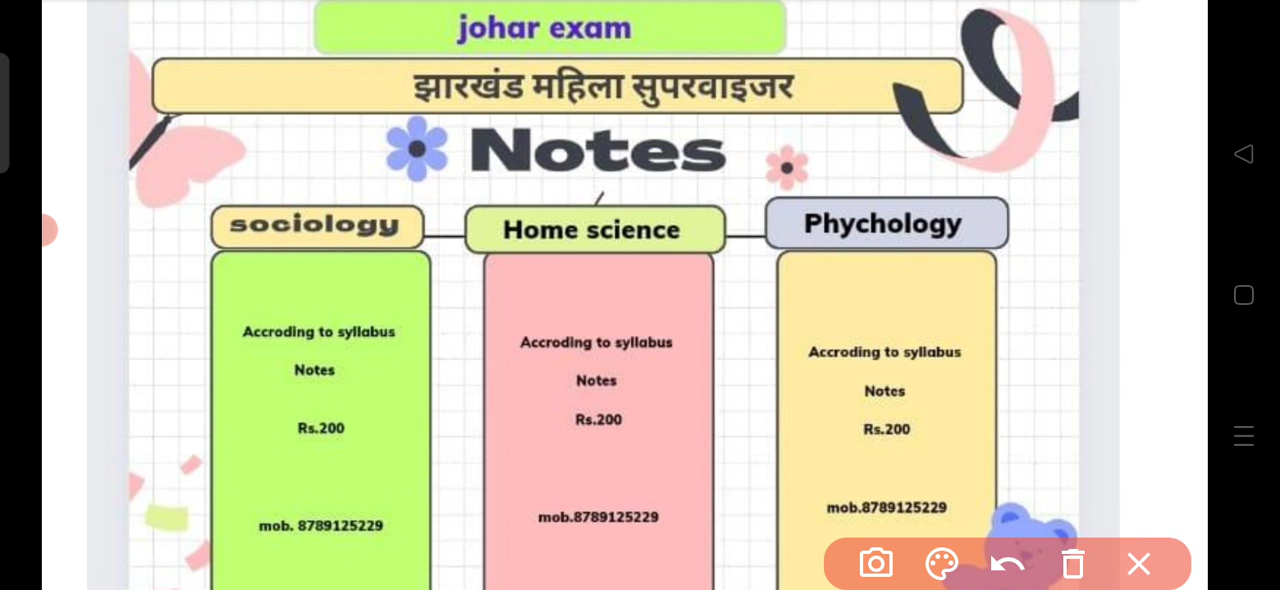 johar exam
झारखंड महिला सुपरवाइजर
Notes
sociology
Home science
Phychology
Accroding to syllabus
Notes
Rs.200
mob. 8789125229
Accroding to syllabus
Notes
Rs.200
mob.8789125229
Accroding to syllabus
Notes
Rs.200
mob.8789125229